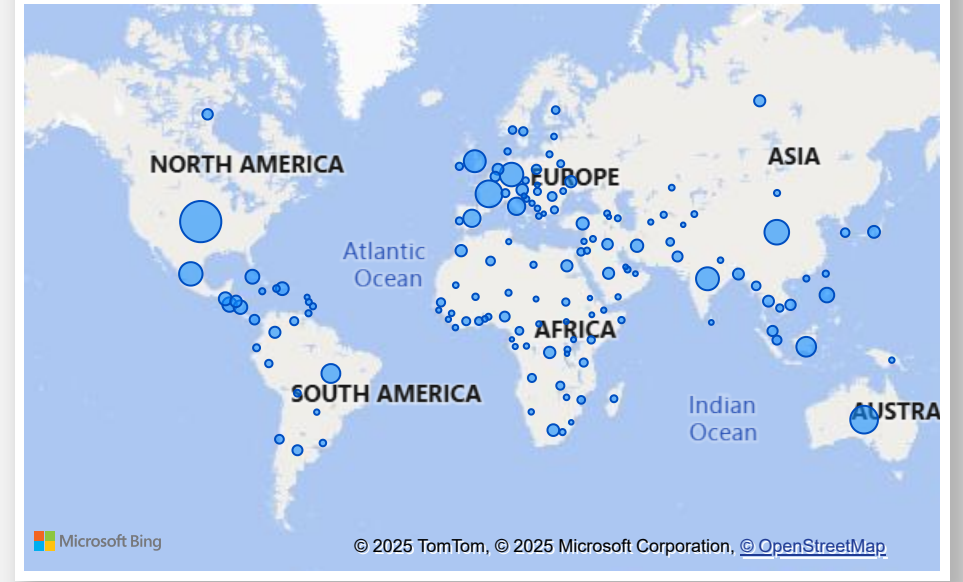 NORTH AMERICA
ASIA
EUROPE
Atlantic
Ocean
AFRICA
SOUTH AMERICA
Indian
Ocean
AUSTRA
Microsoft Bing
© 2025 TomTom, © 2025 Microsoft Corporation, © OpenStreetMap